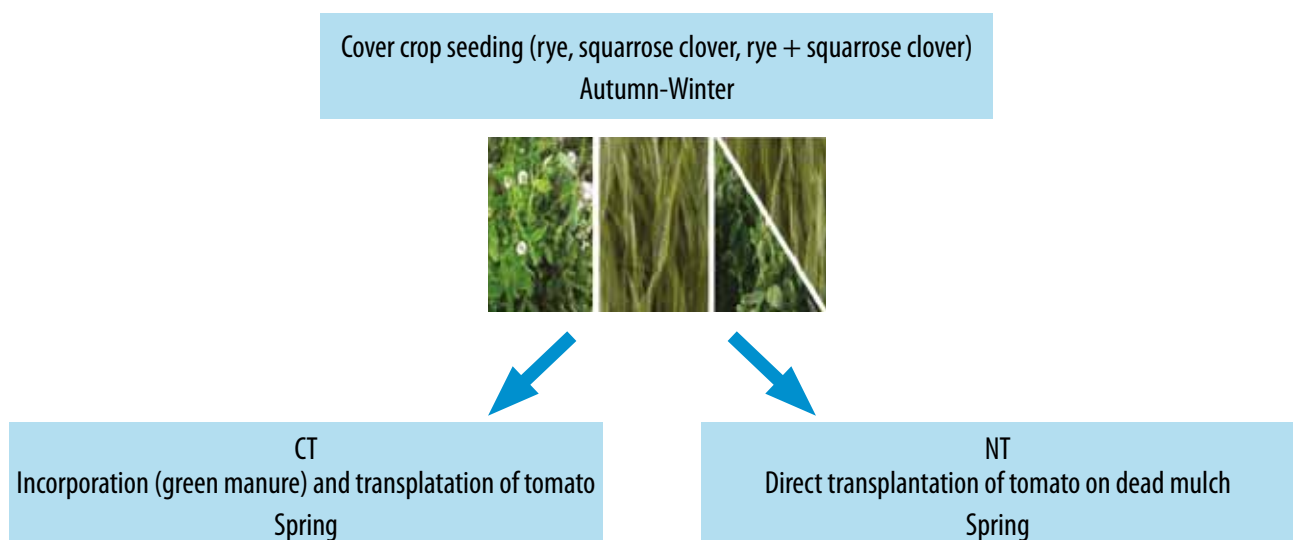 Cover crop seeding (rye, squarrose clover, rye + squarrose clover)
Autumn-Winter
CT
Incorporation (green manure) and transplatation of tomato
Spring
NT
Direct transplantation of tomato on dead mulch
Spring